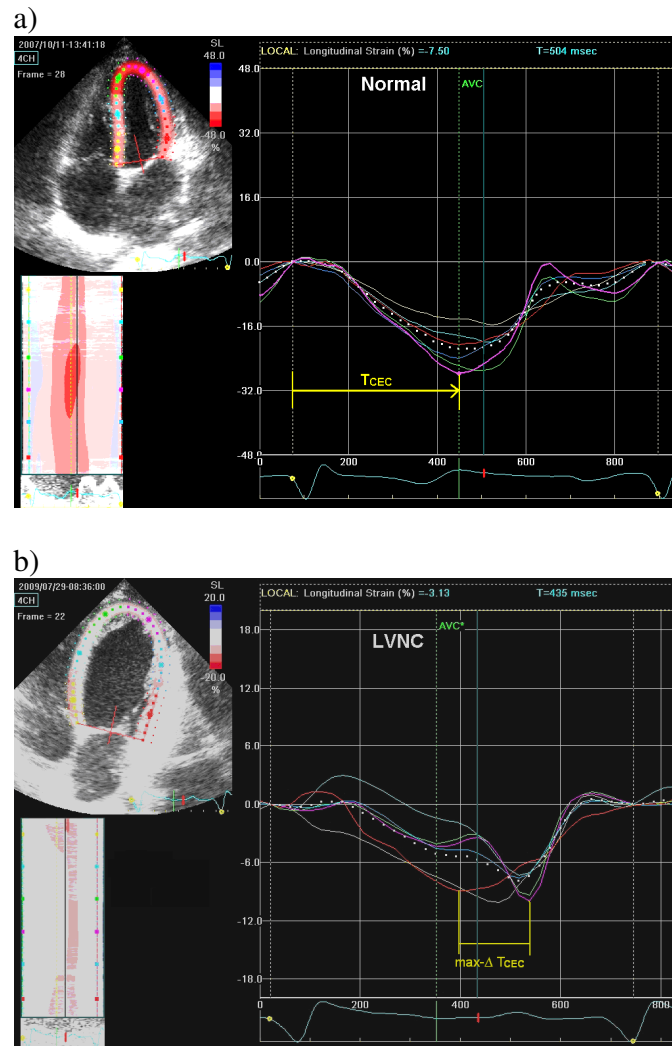 a)
2007/10/11-13:41:18
4CH
Frame = 28
SL
48.0
-48.0
%
LOCAL: Longitudinal Strain (%) =-7.50 T=504 msec
48.0
Normal
AVC
32.0
16.0
0.0
-16.0
-32.0
TCEC
-48.0
0 200 400 600 800
b)
2009/07/29-08:36:00
4CH
Frame = 22
SL
20.0
-20.0
%
LOCAL: Longitudinal Strain (%) =-3.13 T=435 msec
18.0
LVNC
AVC*
12.0
6.0
0.0
-6.0
-12.0
max-Δ TCEC
-18.0
0 200 400 600 800